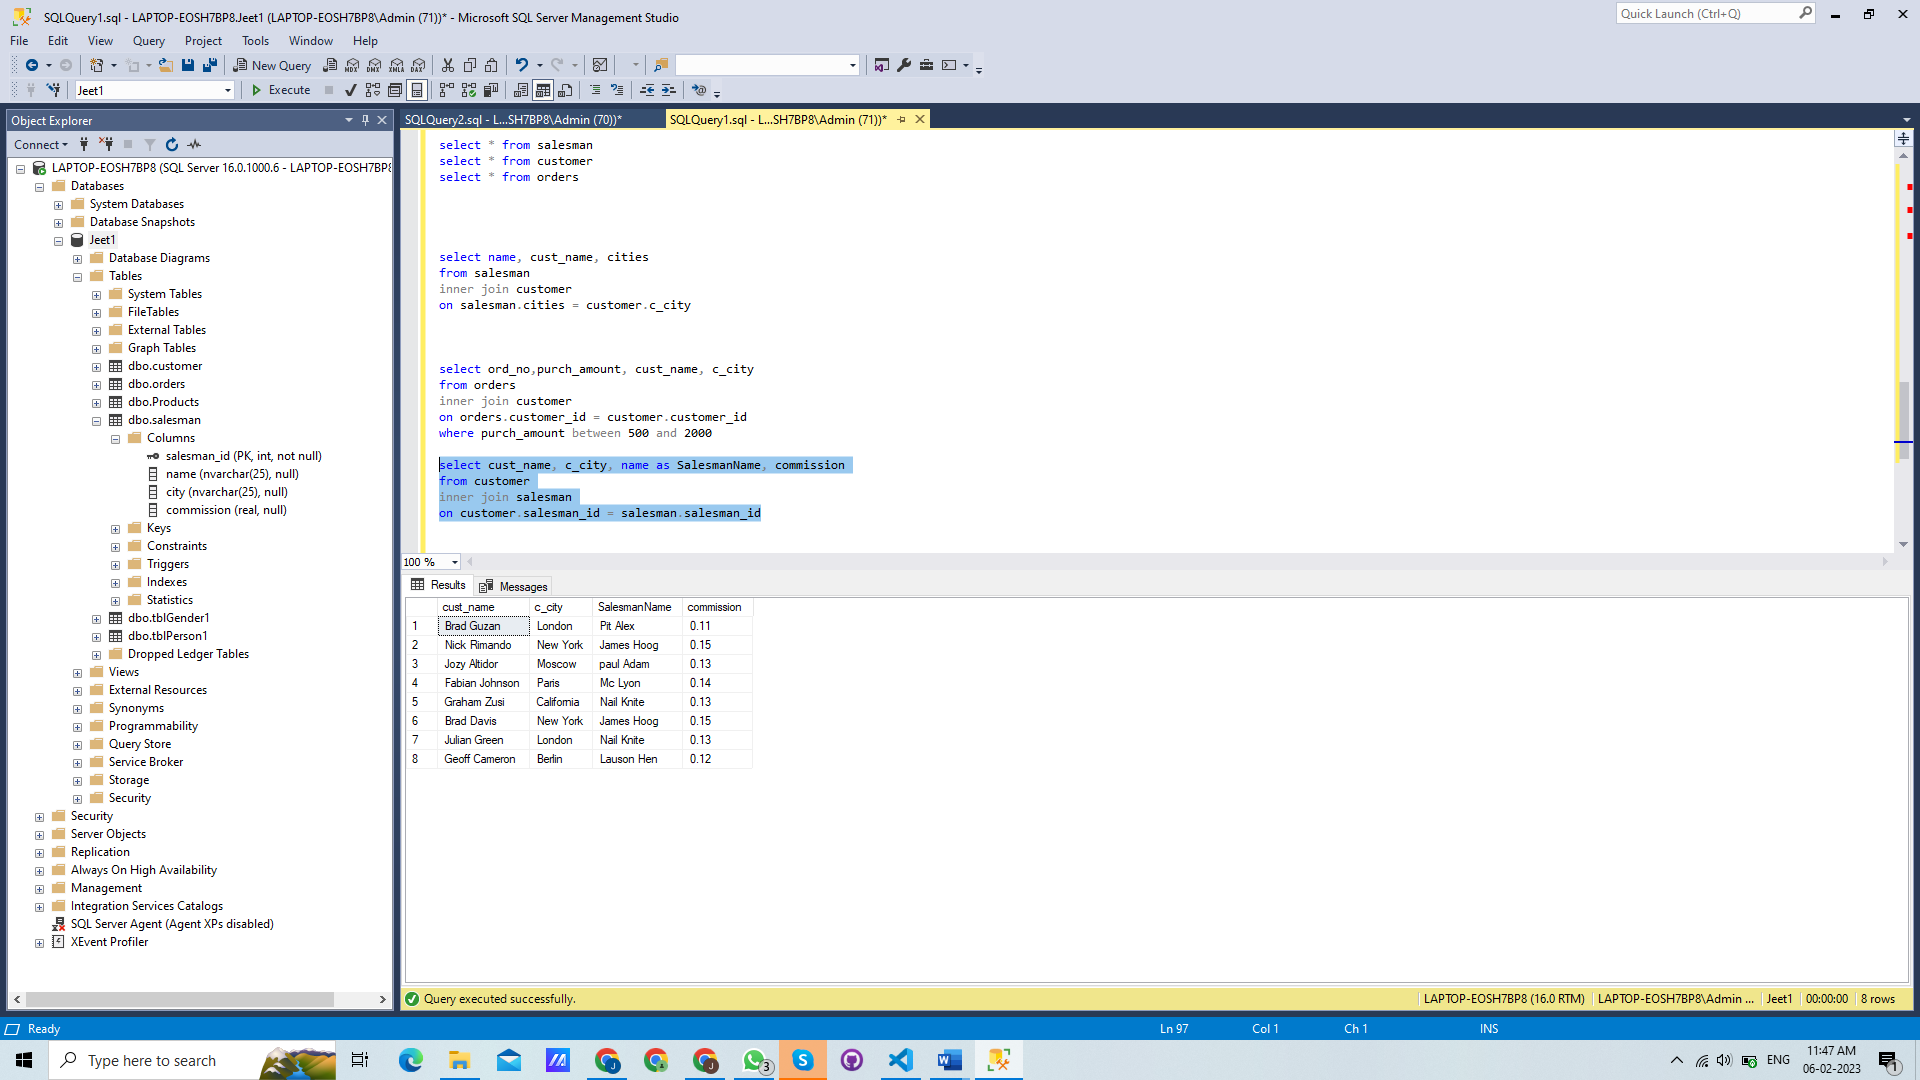 SQLQuery1.sql - LAPTOP-EOSH7BP8.Jeet1 (LAPTOP-EOSH7BP8\Admin (71))* - Microsoft SQL Server Management Studio
Quick Launch (Ctrl+Q)
File Edit View Query Project Tools Window Help
New Query
MDX DMX XMLA DAX
Jeet1
Execute
Object Explorer
Connect
LAPTOP-EOSH7BP8 (SQL Server 16.0.1000.6 - LAPTOP-EOSH7BP8
Databases
System Databases
Database Snapshots
Jeet1
Database Diagrams
Tables
System Tables
FileTables
External Tables
Graph Tables
dbo.customer
dbo.orders
dbo.Products
dbo.salesman
Columns
salesman_id (PK, int, not null)
name (nvarchar(25), null)
city (nvarchar(25), null)
commission (real, null)
Keys
Constraints
Triggers
Indexes
Statistics
dbo.tblGender1
dbo.tblPerson1
Dropped Ledger Tables
Views
External Resources
Synonyms
Programmability
Query Store
Service Broker
Storage
Security
Security
Server Objects
Replication
Always On High Availability
Management
Integration Services Catalogs
SQL Server Agent (Agent XPs disabled)
XEvent Profiler
SQLQuery2.sql - L...SH7BP8\Admin (70))*
SQLQuery1.sql - L...SH7BP8\Admin (71))*
select * from salesman
select * from customer
select * from orders
select name, cust_name, cities
from salesman
inner join customer
on salesman.cities = customer.c_city
select ord_no,purch_amount, cust_name, c_city
from orders
inner join customer
on orders.customer_id = customer.customer_id
where purch_amount between 500 and 2000
select cust_name, c_city, name as SalesmanName, commission
from customer
inner join salesman
on customer.salesman_id = salesman.salesman_id
100 %
Results Messages
cust_name c_city SalesmanName commission
1 Brad Guzan London Pit Alex 0.11
2 Nick Rimando New York James Hoog 0.15
3 Jozy Altidor Moscow paul Adam 0.13
4 Fabian Johnson Paris Mc Lyon 0.14
5 Graham Zusi California Nail Knite 0.13
6 Brad Davis New York James Hoog 0.15
7 Julian Green London Nail Knite 0.13
8 Geoff Cameron Berlin Lauson Hen 0.12
Query executed successfully.
LAPTOP-EOSH7BP8 (16.0 RTM) LAPTOP-EOSH7BP8\Admin ... Jeet1 00:00:00 8 rows
Ready
Ln 97 Col 1 Ch 1 INS
Type here to search
3
ENG
11:47 AM
06-02-2023
1